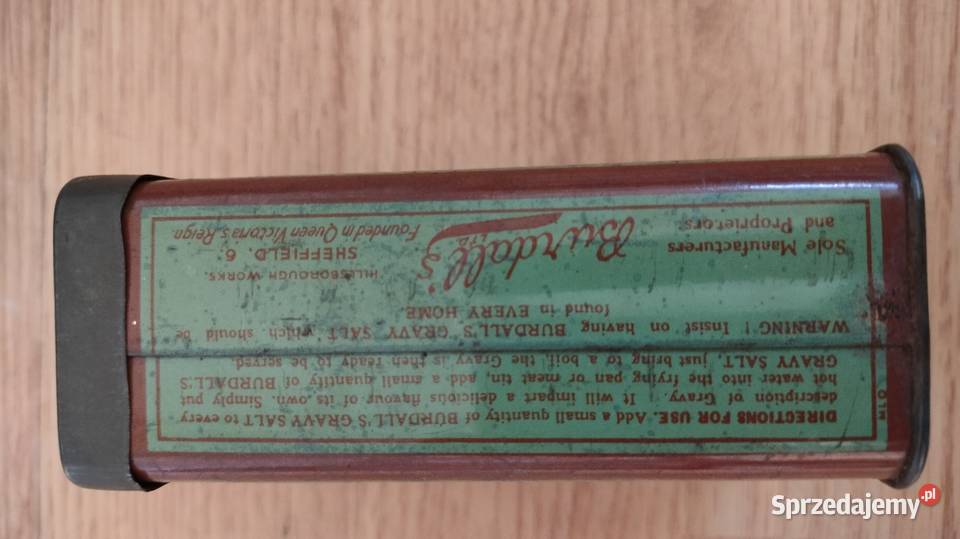 DIRECTIONS FOR USE. Add a small quantity of BURDALL'S GRAVY SALT to every
description of Gravy. It will impart a delicious flavour of its own. Simply put
hot water into the frying pan or meat tin, add a small quantity of BURDALL'S
GRAVY SALT, just bring to a boil the Gravy is then ready to be served.
WARNING! Insist on having BURDALL'S GRAVY SALT which should be
found in EVERY HOME.
Sole Manufacturers
and Proprietors
Burdall's
LTD
HILLSBOROUGH WORKS,
SHEFFIELD 6
Founded in Queen Victoria's Reign
Sprzedajemy.pl